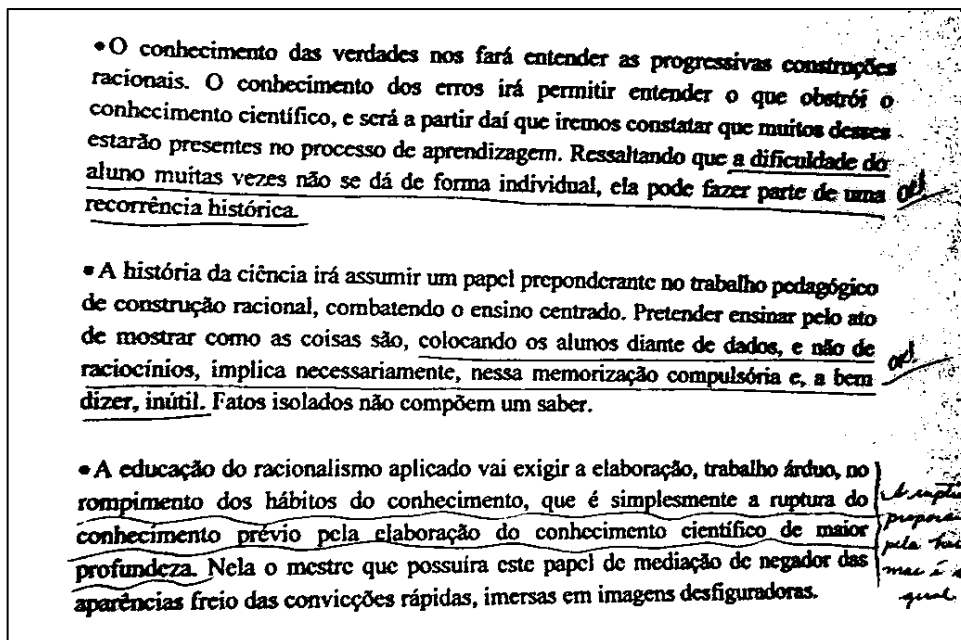 •O conhecimento das verdades nos fará entender as progressivas construções
racionais. O conhecimento dos erros irá permitir entender o que obstrói o
conhecimento científico, e será a partir daí que iremos constatar que muitos desses
estarão presentes no processo de aprendizagem. Ressaltando que a dificuldade do
aluno muitas vezes não se dá de forma individual, ela pode fazer parte de uma
recorrência histórica.
•A história da ciência irá assumir um papel preponderante no trabalho pedagógico
de construção racional, combatendo o ensino centrado. Pretender ensinar pelo ato
de mostrar como as coisas são, colocando os alunos diante de dados, e não de
raciocínios, implica necessariamente, nessa memorização compulsória e, a bem
dizer, inútil. Fatos isolados não compõem um saber.
•A educação do racionalismo aplicado vai exigir a elaboração, trabalho árduo, no
rompimento dos hábitos do conhecimento, que é simplesmente a ruptura do
conhecimento prévio pela elaboração do conhecimento científico de maior
profundeza. Nela o mestre que possuíra este papel de mediação de negador das
aparências freio das convicções rápidas, imersas em imagens desfiguradoras.
pela